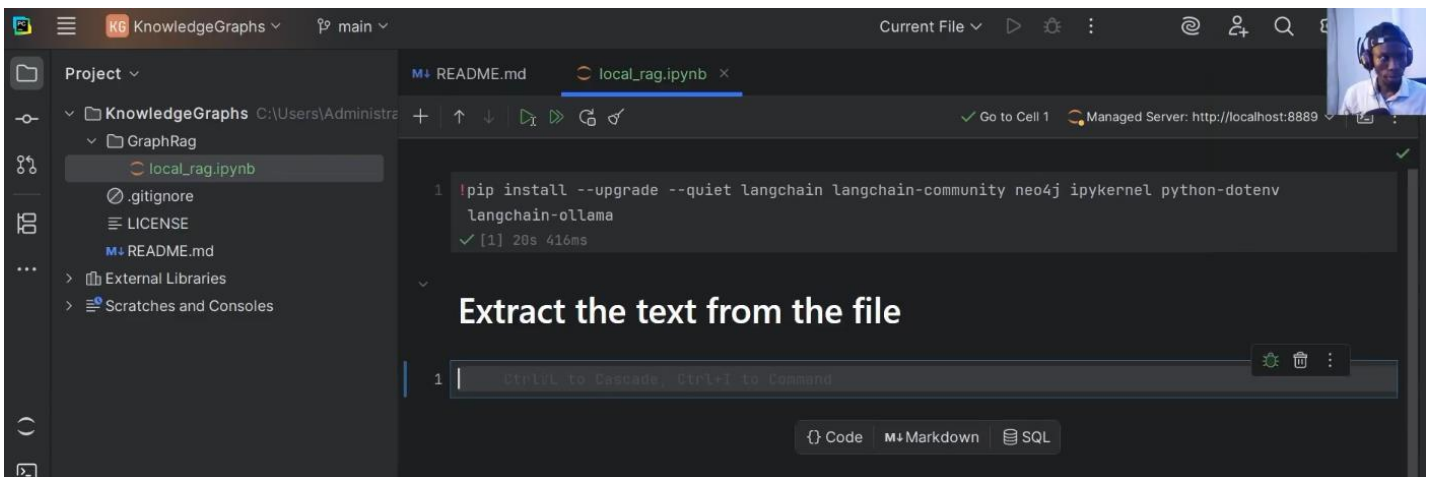 PC
KG KnowledgeGraphs
main
Current File
Project
M↓ README.md
local_rag.ipynb
KnowledgeGraphs C:\Users\Administra
Go to Cell 1
Managed Server: http://localhost:8889
GraphRag
local_rag.ipynb
.gitignore
LICENSE
M↓ README.md
External Libraries
Scratches and Consoles
1 !pip install --upgrade --quiet langchain langchain-community neo4j ipykernel python-dotenv
langchain-ollama
[1] 20s 416ms
Extract the text from the file
1 to Cascade, Ctrl+I to Command
{} Code
M↓ Markdown
SQL